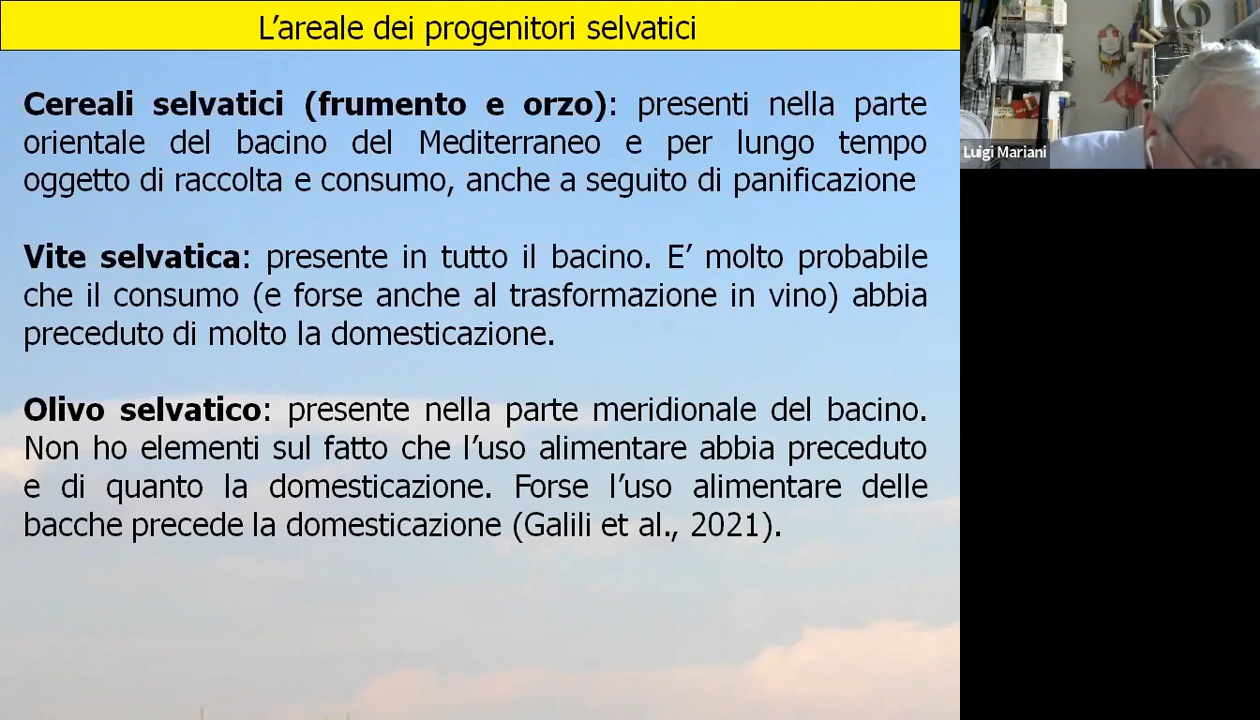 L’areale dei progenitori selvatici
Cereali selvatici (frumento e orzo): presenti nella parte
orientale del bacino del Mediterraneo e per lungo tempo
oggetto di raccolta e consumo, anche a seguito di panificazione
Vite selvatica: presente in tutto il bacino. E’ molto probabile
che il consumo (e forse anche al trasformazione in vino) abbia
preceduto di molto la domesticazione.
Olivo selvatico: presente nella parte meridionale del bacino.
Non ho elementi sul fatto che l’uso alimentare abbia preceduto
e di quanto la domesticazione. Forse l’uso alimentare delle
bacche precede la domesticazione (Galili et al., 2021).
Luigi Mariani